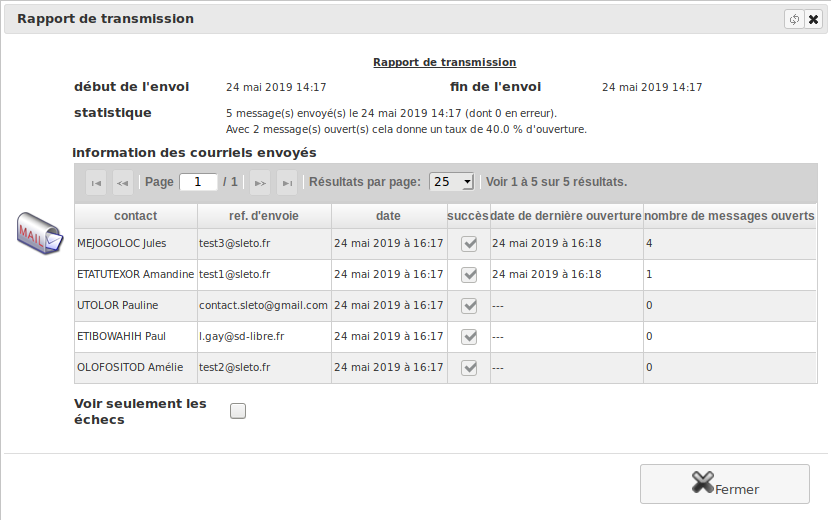 Rapport de transmission
Rapport de transmission
début de l'envoi 24 mai 2019 14:17 fin de l'envoi 24 mai 2019 14:17
statistique 5 message(s) envoyé(s) le 24 mai 2019 14:17 (dont 0 en erreur).
Avec 2 message(s) ouvert(s) cela donne un taux de 40.0 % d'ouverture.
information des courriels envoyés
Page 1 / 1 Résultats par page: 25 Voir 1 à 5 sur 5 résultats.
contact ref. d'envoie date succès date de dernière ouverture nombre de messages ouverts
MAIL
MEJOGOLOC Jules test3@sleto.fr 24 mai 2019 à 16:17 24 mai 2019 à 16:18 4
ETATUTEXOR Amandine test1@sleto.fr 24 mai 2019 à 16:17 24 mai 2019 à 16:18 1
UTOLOR Pauline contact.sleto@gmail.com 24 mai 2019 à 16:17 --- 0
ETIBOWAHIH Paul l.gay@sd-libre.fr 24 mai 2019 à 16:17 --- 0
OLOFOSITOD Amélie test2@sleto.fr 24 mai 2019 à 16:17 --- 0
Voir seulement les
échecs
Fermer